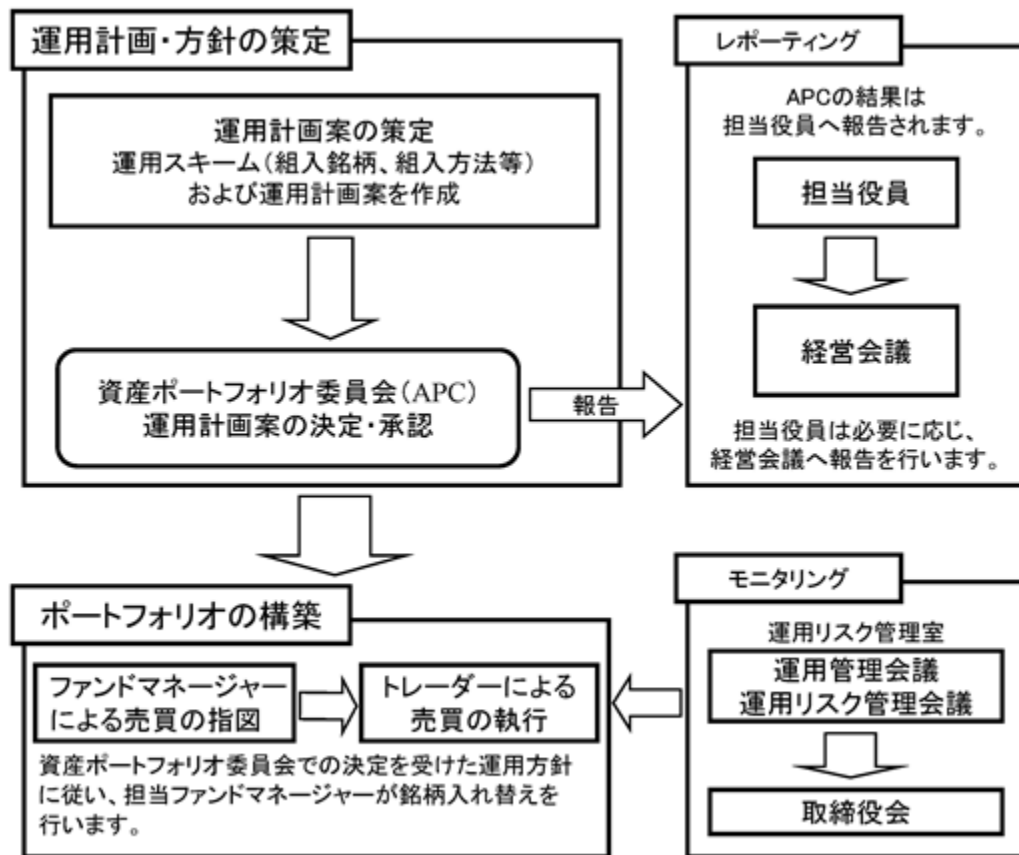 運用計画・方針の策定
運用計画案の策定
運用スキーム(組入銘柄、組入方法等)
および運用計画案を作成
資産ポートフォリオ委員会(APC)
運用計画案の決定・承認
報告
レポーティング
APCの結果は
担当役員へ報告されます。
担当役員
経営会議
担当役員は必要に応じ、
経営会議へ報告を行います。
ポートフォリオの構築
ファンドマネージャー
による売買の指図
トレーダーによる
売買の執行
資産ポートフォリオ委員会での決定を受けた運用方針
に従い、担当ファンドマネージャーが銘柄入れ替えを
行います。
モニタリング
運用リスク管理室
運用管理会議
運用リスク管理会議
取締役会